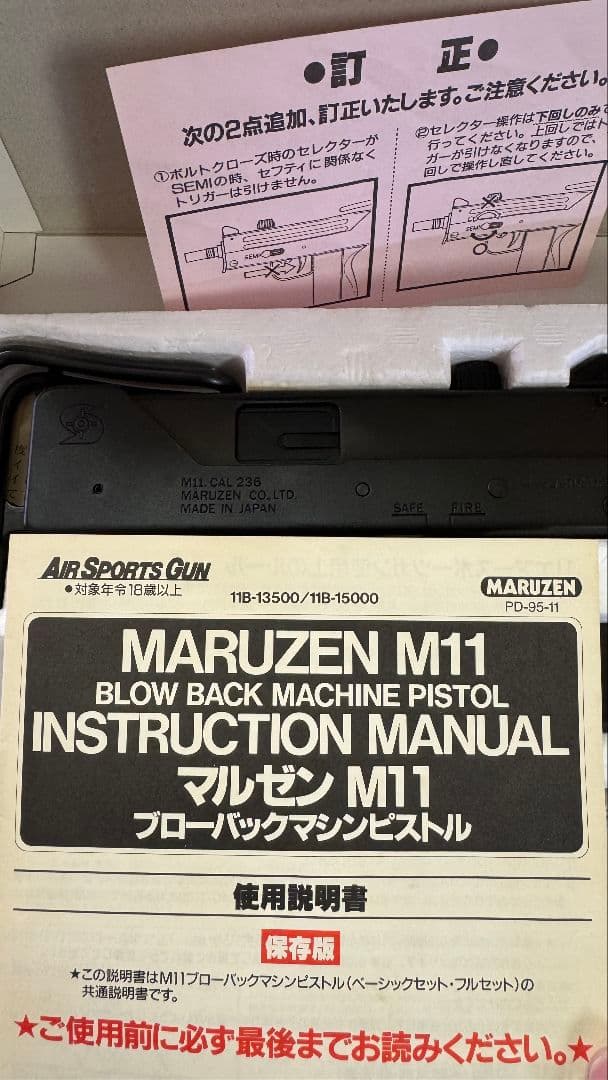 ●訂 正●
次の2点追加、訂正いたします。ご注意ください。
①ボルトクローズ時のセレクターが
SEMIの時、セフティに関係なく
トリガーは引けません。
SEMI
②セレクター操作は下回しのみで
行ってください。上回しではト
ガーが引けなくなりますので、
回しで操作し直してください。
SEMI
M11. CAL 236
MARUZEN CO.,LTD.
MADE IN JAPAN
SAFE FIRE
AIR SPORTS GUN
●対象年令18歳以上
11B-13500/11B-15000
MARUZEN
PD-95-11
MARUZEN M11
BLOW BACK MACHINE PISTOL
INSTRUCTION MANUAL
マルゼン M11
ブローバックマシンピストル
使用説明書
保存版
★この説明書はM11ブローバックマシンピストル(ベーシックセット・フルセット)の
共通説明書です。
★ご使用前に必ず最後までお読みください。★